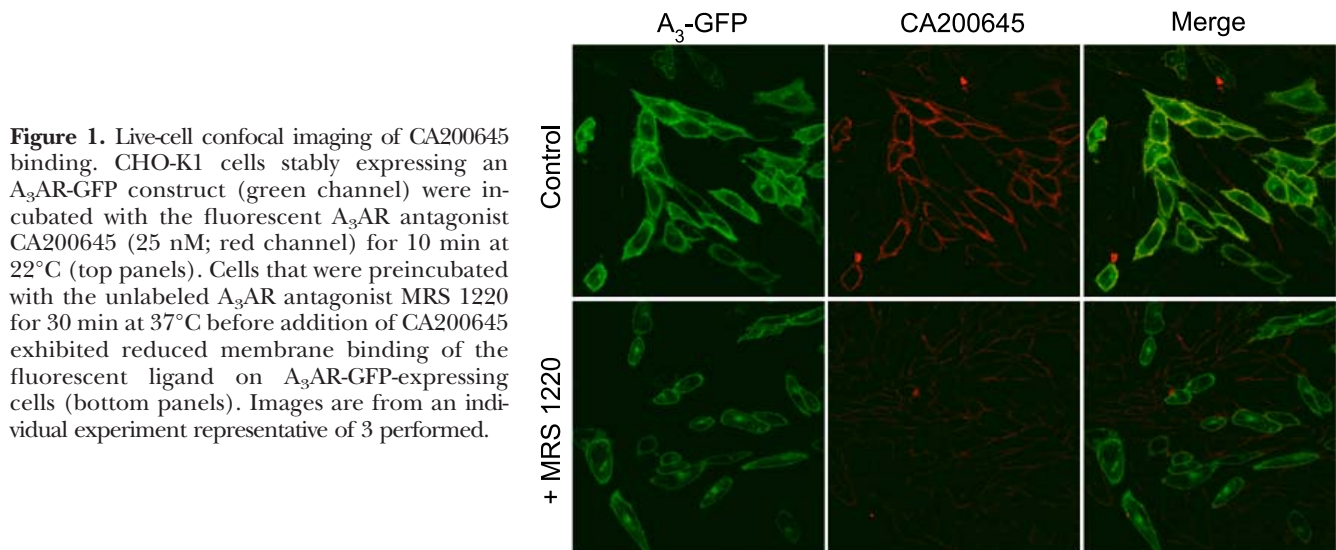 A₃-GFP CA200645 Merge
Control
+ MRS 1220
Figure 1. Live-cell confocal imaging of CA200645
binding. CHO-K1 cells stably expressing an
A₃AR-GFP construct (green channel) were in-
cubated with the fluorescent A₃AR antagonist
CA200645 (25 nM; red channel) for 10 min at
22°C (top panels). Cells that were preincubated
with the unlabeled A₃AR antagonist MRS 1220
for 30 min at 37°C before addition of CA200645
exhibited reduced membrane binding of the
fluorescent ligand on A₃AR-GFP-expressing
cells (bottom panels). Images are from an indi-
vidual experiment representative of 3 performed.